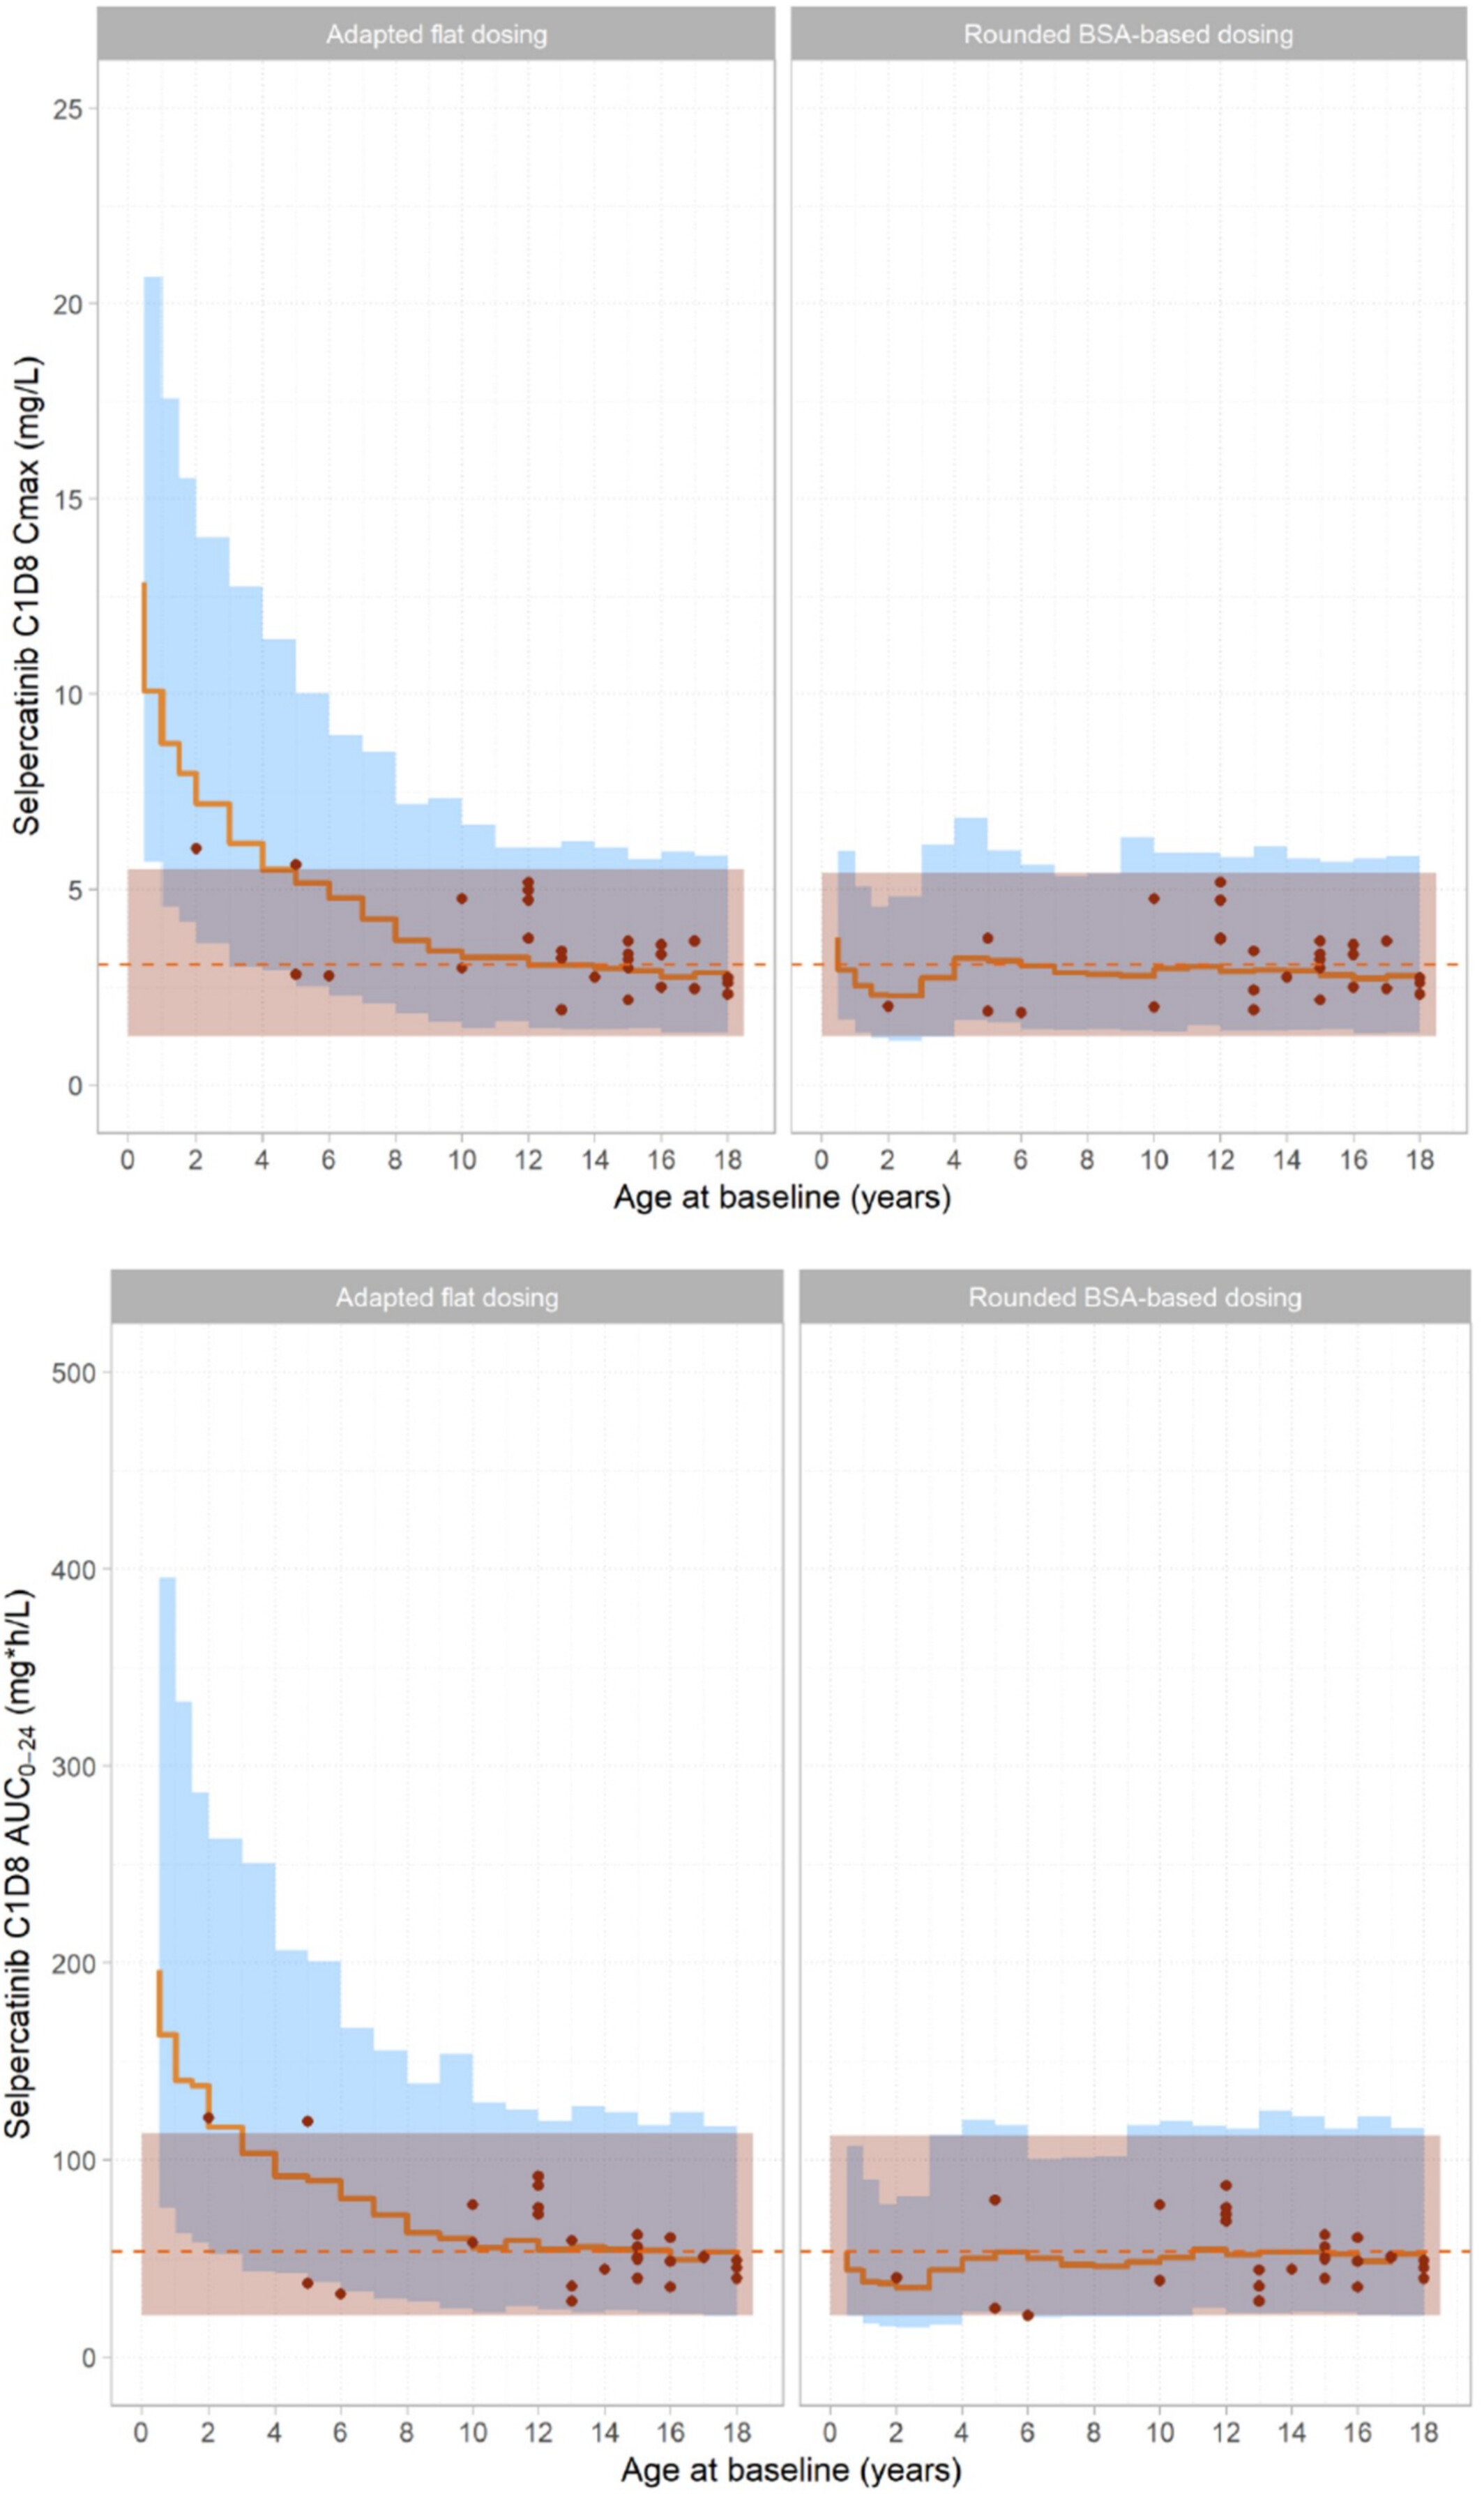 Adapted flat dosing
Rounded BSA-based dosing
25
20
15
10
5
0
Selpercatinib C1D8 Cmax (mg/L)
0 2 4 6 8 10 12 14 16 18
0 2 4 6 8 10 12 14 16 18
Age at baseline (years)
Adapted flat dosing
Rounded BSA-based dosing
500
400
300
200
100
0
Selpercatinib C1D8 AUC0−24 (mg*h/L)
0 2 4 6 8 10 12 14 16 18
0 2 4 6 8 10 12 14 16 18
Age at baseline (years)